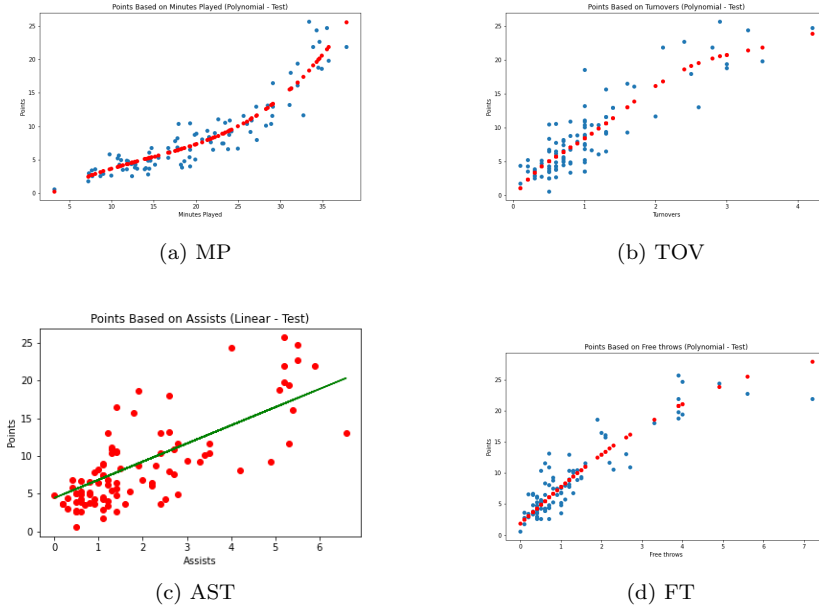 Points Based on Minutes Played (Polynomial - Test)
Points
25
20
15
10
5
0
5 10 15 20 25 30 35
Minutes Played
(a) MP
Points Based on Turnovers (Polynomial - Test)
Points
25
20
15
10
5
0
0 1 2 3 4
Turnovers
(b) TOV
Points Based on Assists (Linear - Test)
Points
25
20
15
10
5
0
0 1 2 3 4 5 6
Assists
(c) AST
Points Based on Free throws (Polynomial - Test)
Points
25
20
15
10
5
0
0 1 2 3 4 5 6 7
Free throws
(d) FT